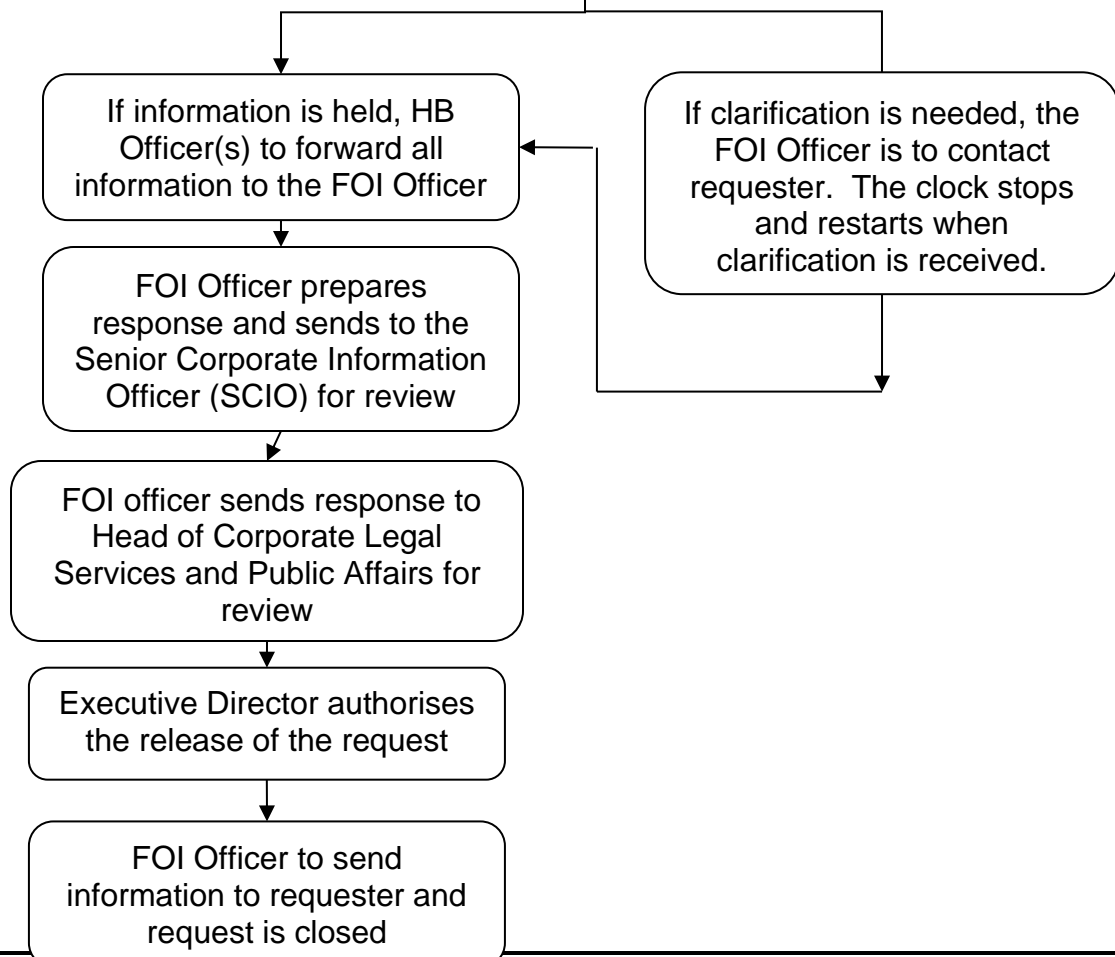 If information is held, HB
Officer(s) to forward all
information to the FOI Officer
If clarification is needed, the
FOI Officer is to contact
requester.  The clock stops
and restarts when
clarification is received.
FOI Officer prepares
response and sends to the
Senior Corporate Information
Officer (SCIO) for review
FOI officer sends response to
Head of Corporate Legal
Services and Public Affairs for
review
Executive Director authorises
the release of the request
FOI Officer to send
information to requester and
request is closed